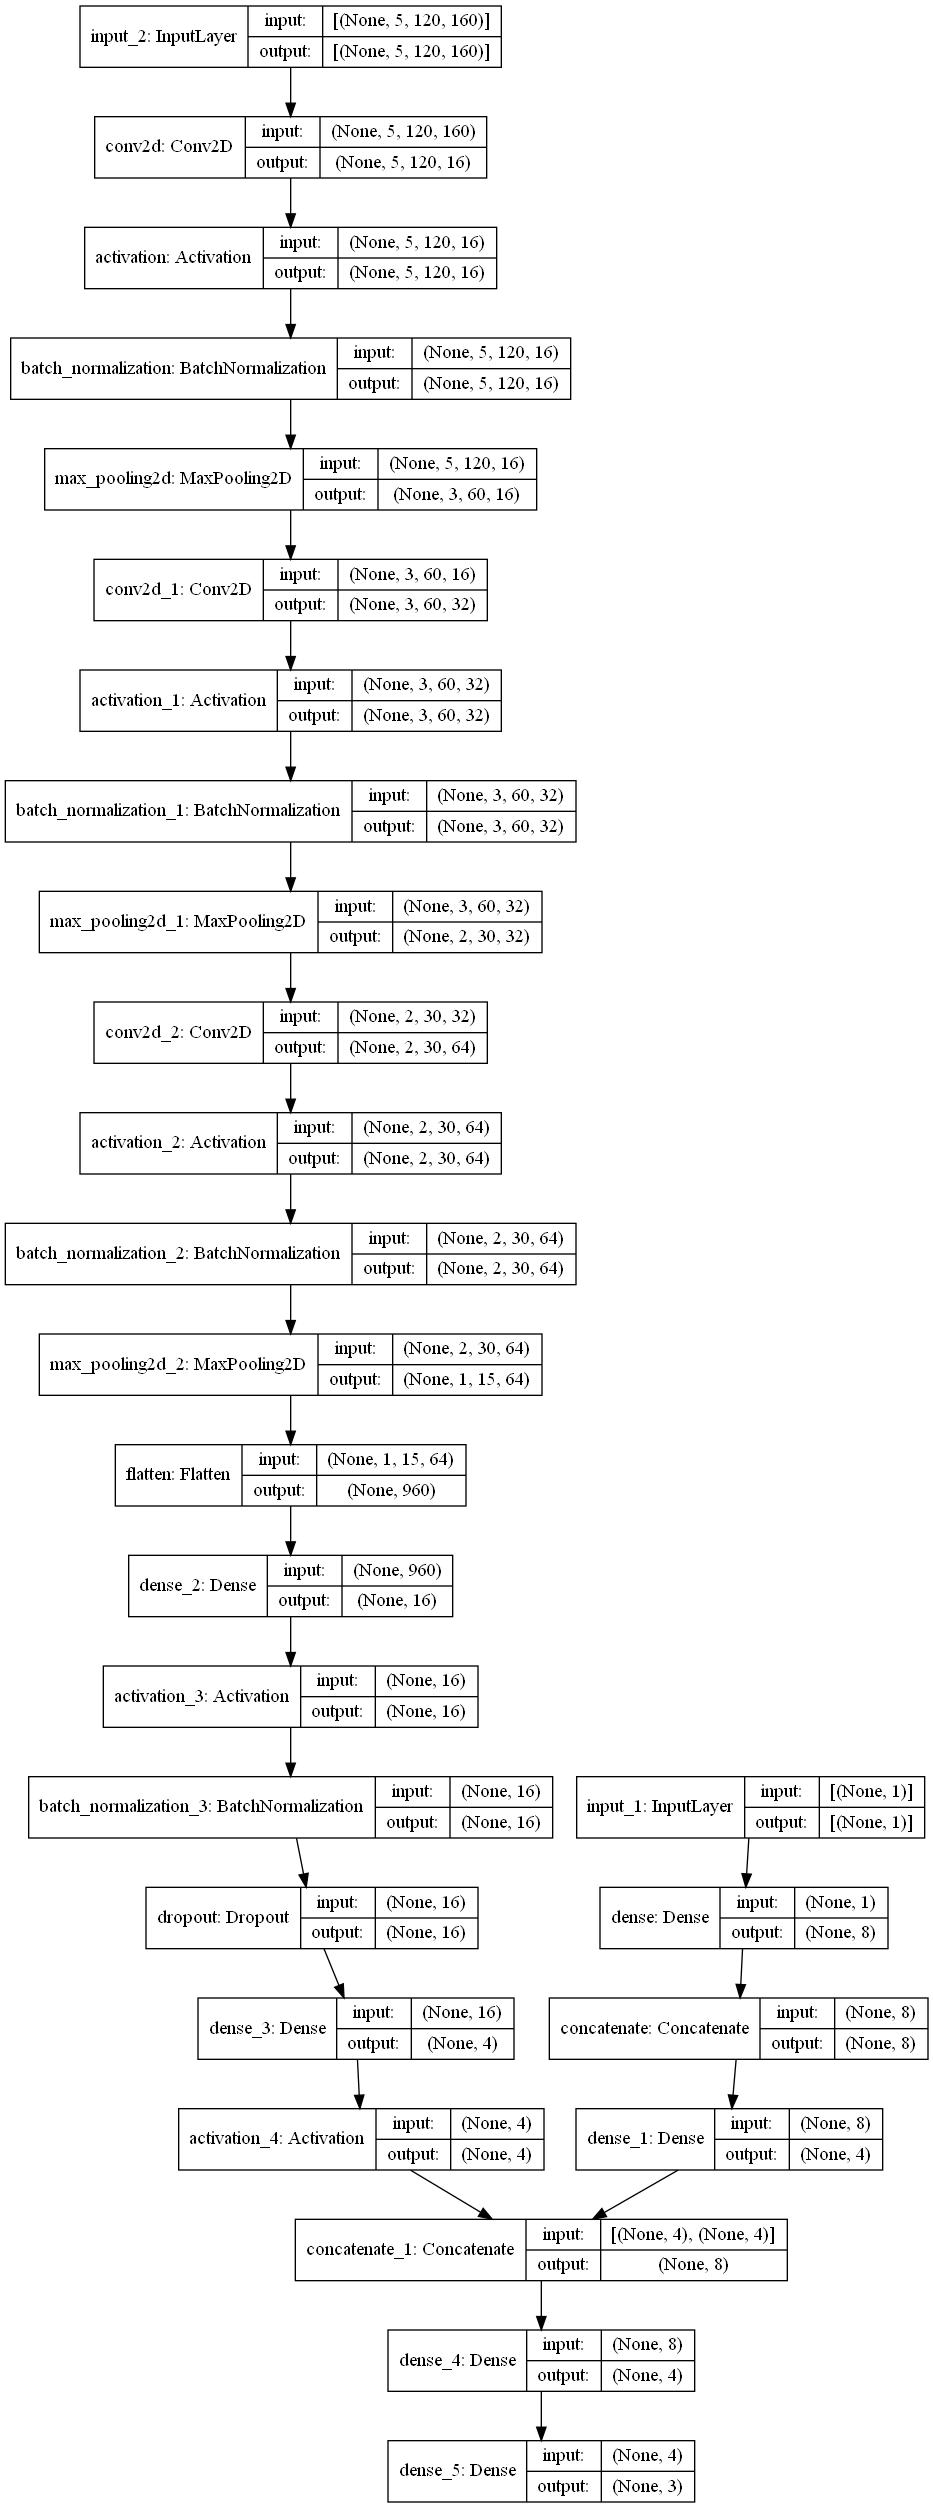 input_2: InputLayer
input: [(None, 5, 120, 160)]
output: [(None, 5, 120, 160)]
conv2d: Conv2D
input: (None, 5, 120, 160)
output: (None, 5, 120, 16)
activation: Activation
input: (None, 5, 120, 16)
output: (None, 5, 120, 16)
batch_normalization: BatchNormalization
input: (None, 5, 120, 16)
output: (None, 5, 120, 16)
max_pooling2d: MaxPooling2D
input: (None, 5, 120, 16)
output: (None, 3, 60, 16)
conv2d_1: Conv2D
input: (None, 3, 60, 16)
output: (None, 3, 60, 32)
activation_1: Activation
input: (None, 3, 60, 32)
output: (None, 3, 60, 32)
batch_normalization_1: BatchNormalization
input: (None, 3, 60, 32)
output: (None, 3, 60, 32)
max_pooling2d_1: MaxPooling2D
input: (None, 3, 60, 32)
output: (None, 2, 30, 32)
conv2d_2: Conv2D
input: (None, 2, 30, 32)
output: (None, 2, 30, 64)
activation_2: Activation
input: (None, 2, 30, 64)
output: (None, 2, 30, 64)
batch_normalization_2: BatchNormalization
input: (None, 2, 30, 64)
output: (None, 2, 30, 64)
max_pooling2d_2: MaxPooling2D
input: (None, 2, 30, 64)
output: (None, 1, 15, 64)
flatten: Flatten
input: (None, 1, 15, 64)
output: (None, 960)
dense_2: Dense
input: (None, 960)
output: (None, 16)
activation_3: Activation
input: (None, 16)
output: (None, 16)
batch_normalization_3: BatchNormalization
input: (None, 16)
output: (None, 16)
input_1: InputLayer
input: [(None, 1)]
output: [(None, 1)]
dropout: Dropout
input: (None, 16)
output: (None, 16)
dense: Dense
input: (None, 1)
output: (None, 8)
dense_3: Dense
input: (None, 16)
output: (None, 4)
concatenate: Concatenate
input: (None, 8)
output: (None, 8)
activation_4: Activation
input: (None, 4)
output: (None, 4)
dense_1: Dense
input: (None, 8)
output: (None, 4)
concatenate_1: Concatenate
input: [(None, 4), (None, 4)]
output: (None, 8)
dense_4: Dense
input: (None, 8)
output: (None, 4)
dense_5: Dense
input: (None, 4)
output: (None, 3)